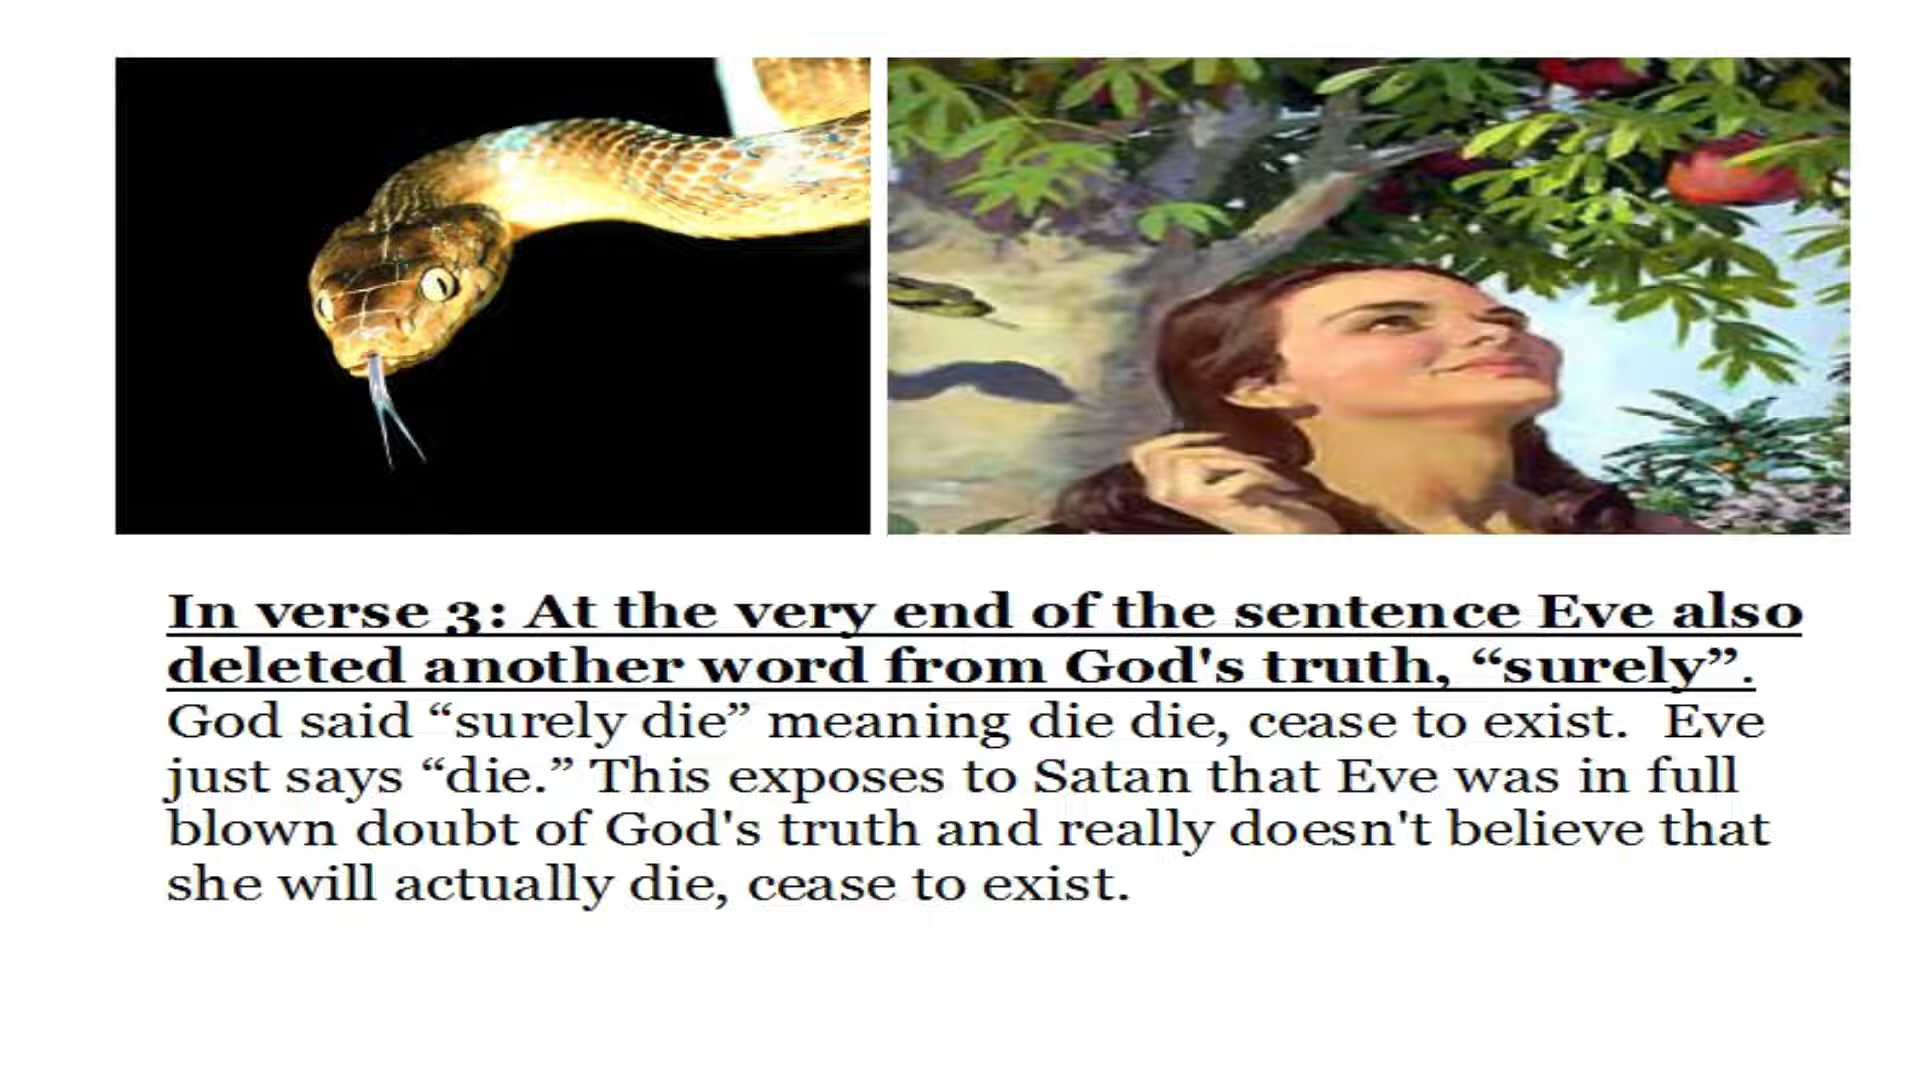 In verse 3: At the very end of the sentence Eve also
deleted another word from God's truth, “surely”.
God said “surely die” meaning die die, cease to exist.  Eve
just says “die.” This exposes to Satan that Eve was in full
blown doubt of God's truth and really doesn't believe that
she will actually die, cease to exist.